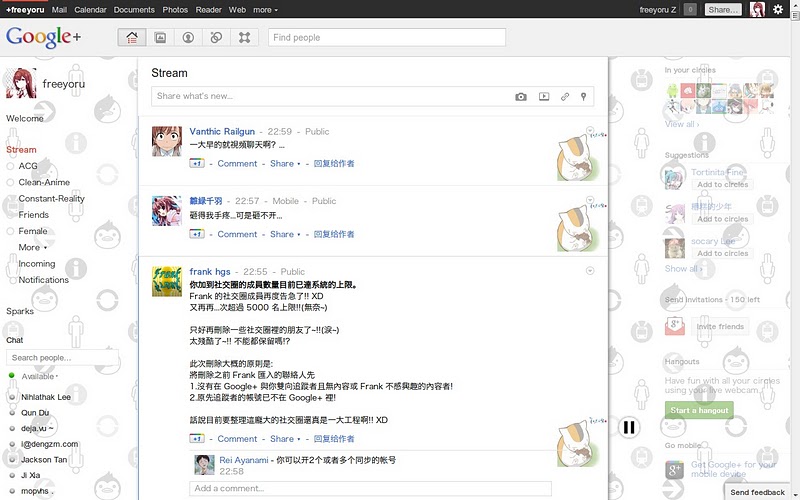 +freeyoru Mail Calendar Documents Photos Reader Web more freeyoru Z 0 Share...
Google+ Find people
freeyoru
Welcome
Stream
ACG
Clean-Anime
Constant-Reality
Friends
Female
More
Incoming
Notifications
Sparks
Chat
Search people...
Available
Nihlathak Lee
Qun Du
deja.vu ~
i@dengzm.com
Jackson Tan
Ji Xia
mopvhs .
Stream
Share what's new...
Vanthic Railgun - 22:59 - Public
一大早的就視頻聊天啊? ...
+1 - Comment - Share - 回复给作者
雛緑千羽 - 22:57 - Mobile - Public
砸得我手疼...可是砸不开...
+1 - Comment - Share - 回复给作者
frank hgs - 22:55 - Public
你加到社交圈的成員數量目前已達系統的上限。
Frank 的社交圈成員再度告急了!! XD
又再再...次超過 5000 名上限!!(無奈~)
只好再刪除一些社交圈裡的朋友了~!!(淚~)
太殘酷了~!! 不能都保留嗎!?
此次刪除大概的原則是:
將刪除之前 Frank 匯入的聯絡人先
1.沒有在 Google+ 與你雙向追蹤者且無內容或 Frank 不感興趣的內容者!
2.原先追蹤者的帳號已不在 Google+ 裡!
話說目前要整理這龐大的社交圈還真是一大工程啊!! XD
+1 - Comment - Share - 回复给作者
Rei Ayanami - 你可以开2个或者多个同步的帐号
22:58
Add a comment...
In your circles
View all ›
Suggestions
Tortinita Fine
Add to circles
Add to circles
socary Lee
Add to circles
Show all ›
Send Invitations - 150 left
Invite friends
Hangouts
Have fun with all your circles
using your live webcam.
Start a hangout
Go mobile
Get Google+ for your
mobile device
Send feedback